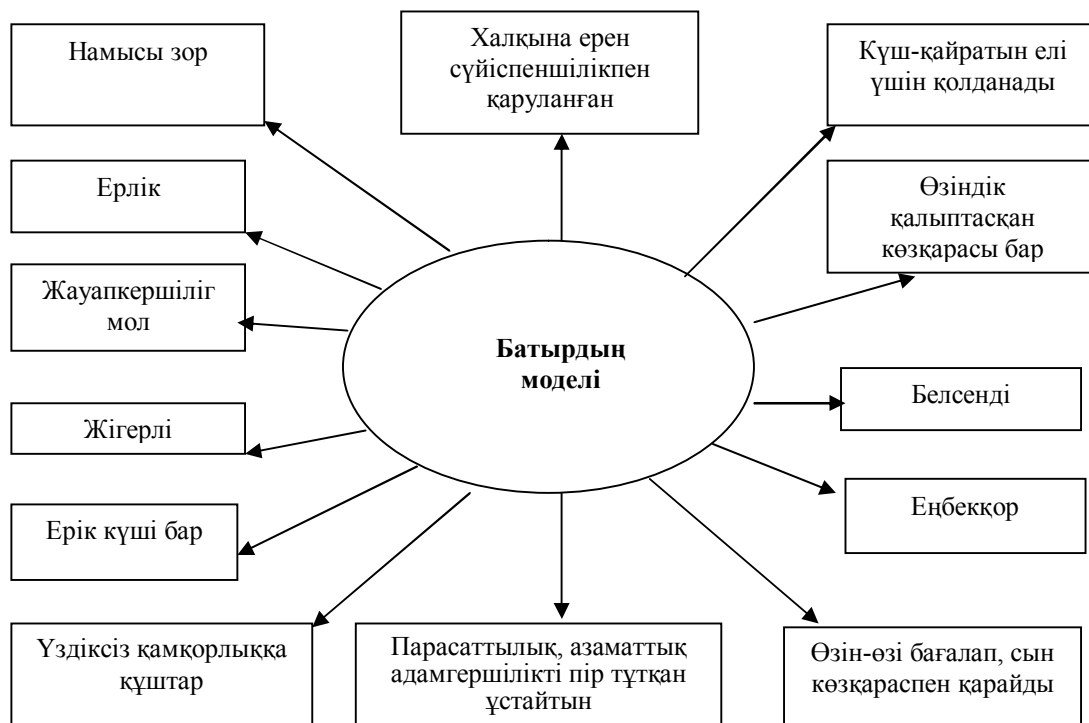 Намысы зор
Халқына ерен
сүйіспеншілікпен
қаруланған
Күш-қайратын елі
үшін қолданады
Ерлік
Өзіндік
қалыптасқан
көзқарасы бар
Жауапкершіліг
мол
Батырдың
моделі
Белсенді
Жігерлі
Еңбекқор
Ерік күші бар
Үздіксіз қамқорлыққа
құштар
Парасаттылық, азаматтық
адамгершілікті пір тұтқан
ұстайтын
Өзін-өзі бағалап, сын
көзқараспен қарайды